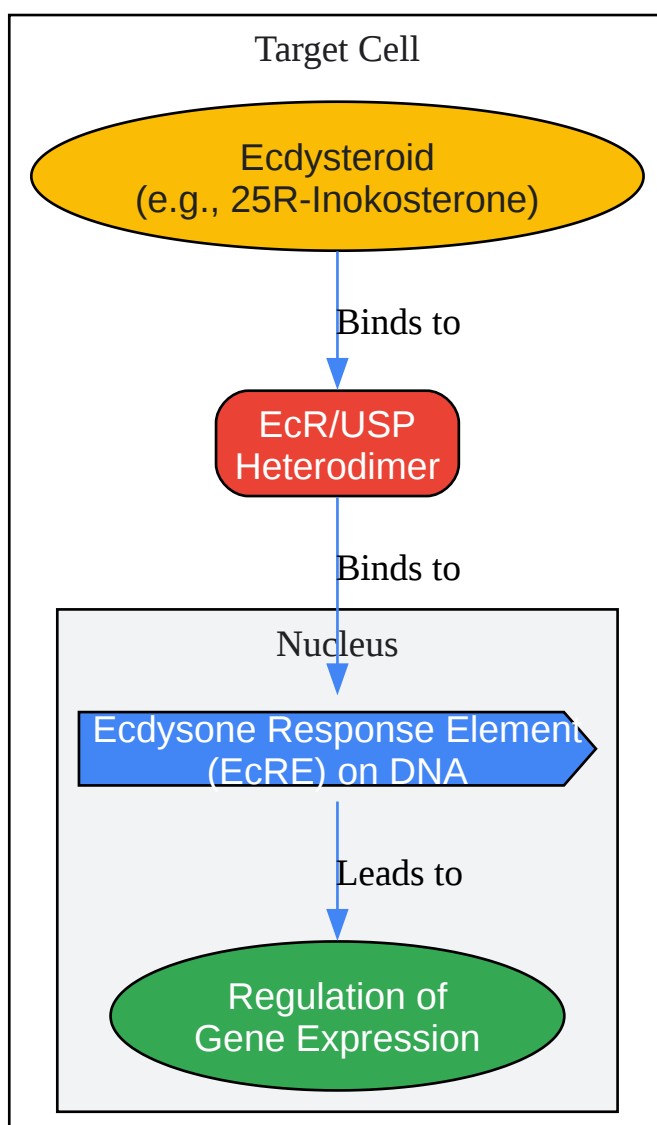 Target Cell
Ecdysteroid
(e.g., 25R-Inokosterone)
Binds to
EcR/USP
Heterodimer
Binds to
Nucleus
Ecdysone Response Element
(EcRE) on DNA
Leads to
Regulation of
Gene Expression